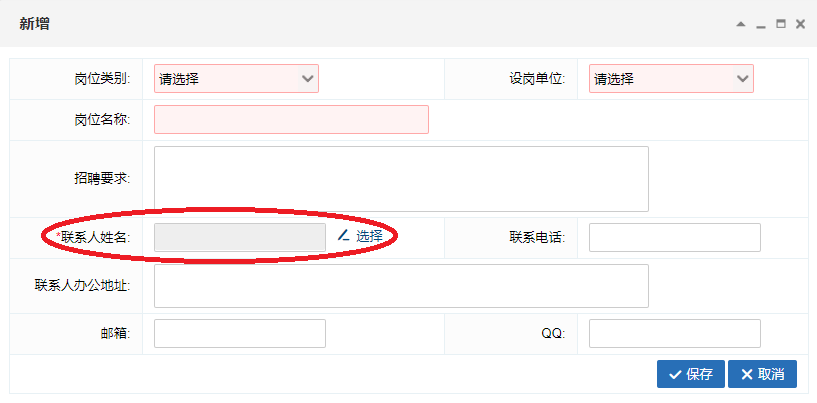 新增
岗位类别: 请选择 设岗单位: 请选择
岗位名称:
招聘要求:
*联系人姓名: 选择 联系电话:
联系人办公地址:
邮箱: QQ:
保存 取消